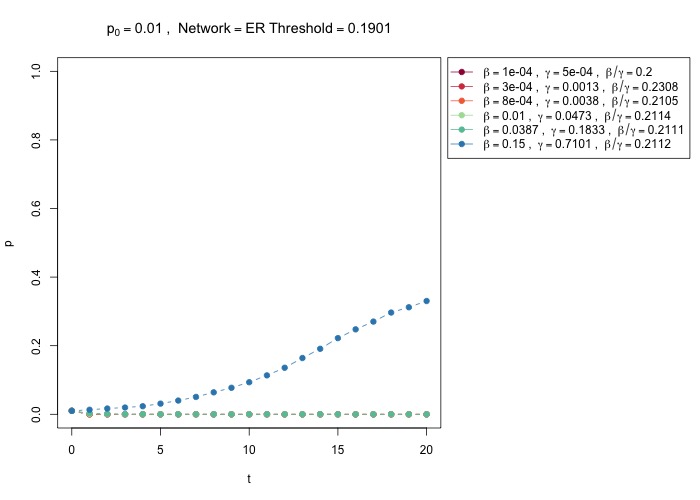 p₀ = 0.01 , Network = ER Threshold = 0.1901
β = 1e-04 , γ = 5e-04 , β/γ = 0.2
β = 3e-04 , γ = 0.0013 , β/γ = 0.2308
β = 8e-04 , γ = 0.0038 , β/γ = 0.2105
β = 0.01 , γ = 0.0473 , β/γ = 0.2114
β = 0.0387 , γ = 0.1833 , β/γ = 0.2111
β = 0.15 , γ = 0.7101 , β/γ = 0.2112
1.0
0.8
0.6
0.4
0.2
0.0
p
0 5 10 15 20
t